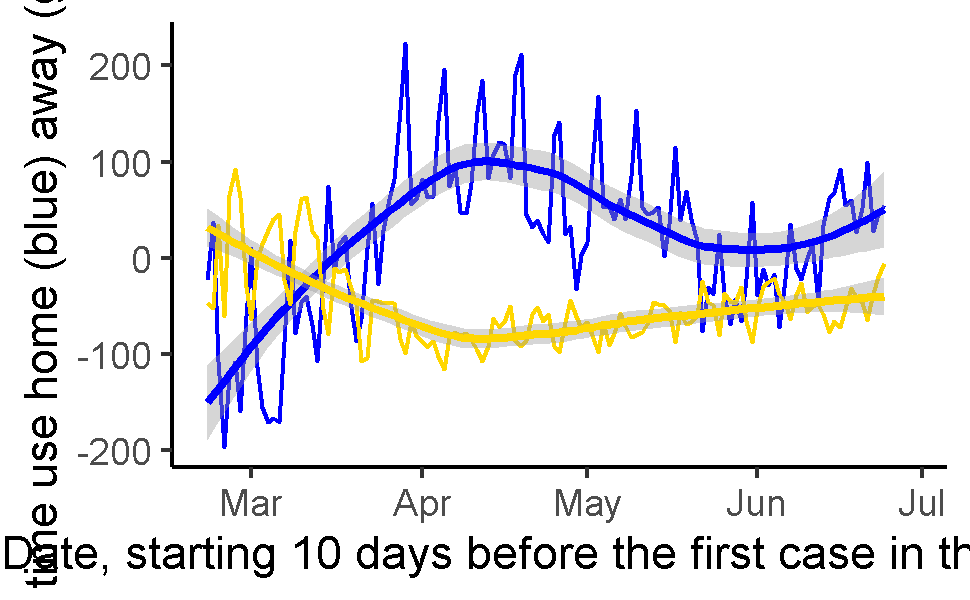 time use home (blue) away (
200
100
0
-100
-200
Mar Apr May Jun Jul
Date, starting 10 days before the first case in th